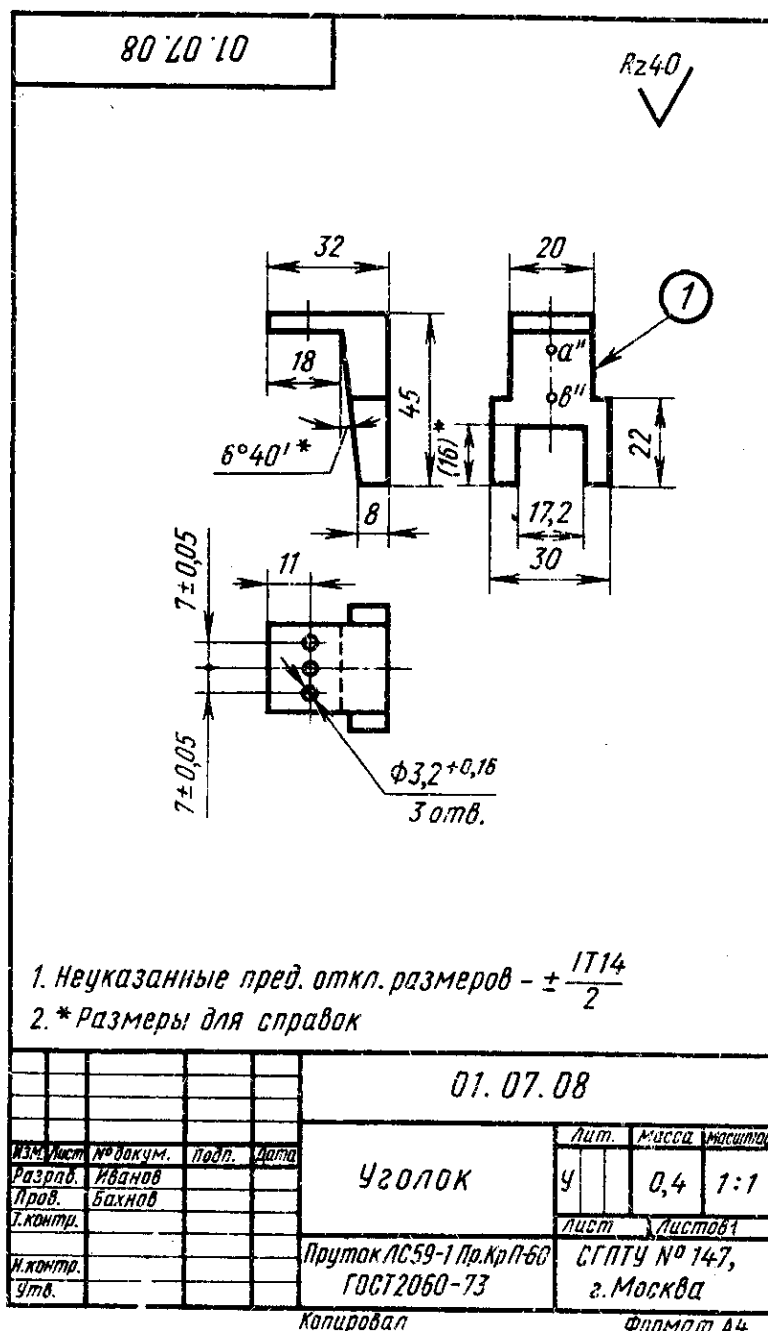 01.07.08
Rz40
32
20
1
18
a"
в"
45
6°40'*
(16)*
22
8
17,2
30
7±0,05
11
7±0,05
Ф3,2+0,16
3 отв.
1. Неуказанные пред. откл. размеров - ± IT14/2
2. * Размеры для справок
01.07.08
Изм. Лист № докум. Подп. Дата
Разраб. Иванов
Пров. Бахнов
Т.контр.
Н.контр.
Утв.
Уголок
Лит. Масса Масштаб
У 0,4 1:1
Лист Листов 1
Пруток ЛС59-1 Пр.КрП-60
ГОСТ 2060-73
СГПТУ № 147,
г. Москва
Копировал Формат А4